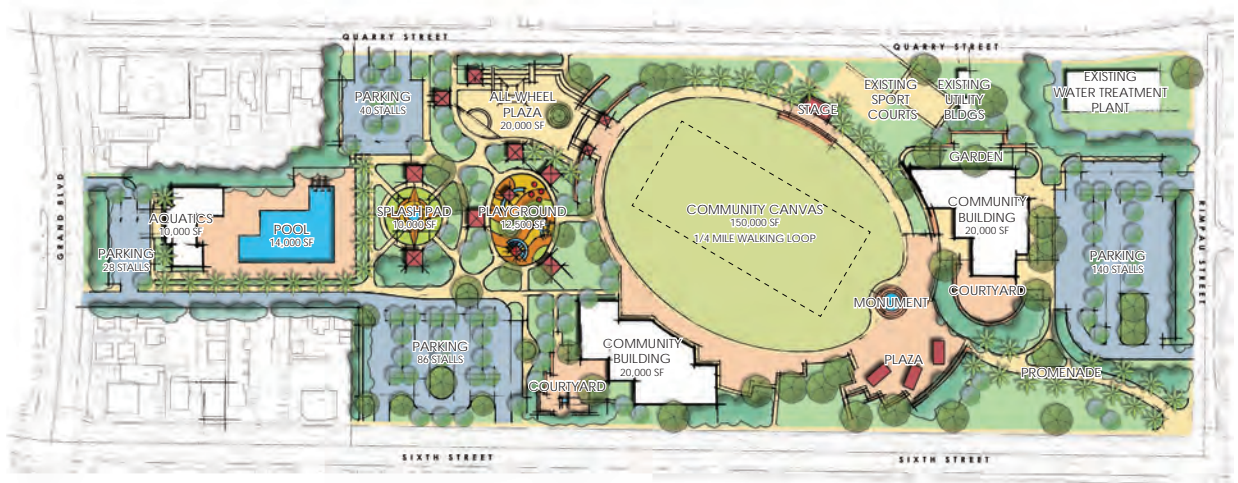 QUARRY STREET
QUARRY STREET
PARKING
40 STALLS
ALL-WHEEL
PLAZA
20,000 SF
STAGE
EXISTING
SPORT
COURTS
EXISTING
UTILITY
BLDGS
EXISTING
WATER TREATMENT
PLANT
GARDEN
GRAND BLVD
AQUATICS
10,000 SF
POOL
14,000 SF
PARKING
28 STALLS
SPLASH PAD
10,000 SF
PLAYGROUND
12,500 SF
COMMUNITY CANVAS
150,000 SF
1/4 MILE WALKING LOOP
COMMUNITY
BUILDING
20,000 SF
PARKING
140 STALLS
RIMPAU STREET
MONUMENT
COURTYARD
PARKING
86 STALLS
COMMUNITY
BUILDING
20,000 SF
COURTYARD
PLAZA
PROMENADE
SIXTH STREET
SIXTH STREET